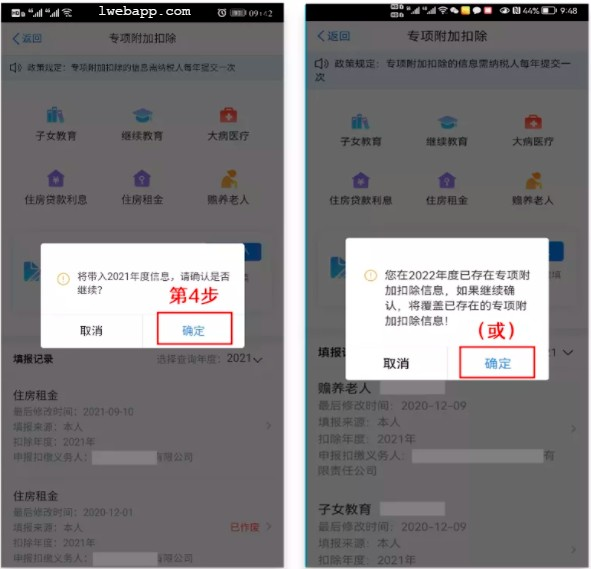 lwebapp.com
HD 46 46 09:42
返回 专项附加扣除
政策规定：专项附加扣除的信息需纳税人每年提交一次
子女教育 继续教育 大病医疗
住房贷款利息 住房租金 赡养老人
将带入2021年度信息，请确认是否
继续？
第4步
取消 确定
填报记录 选择查询年度：2021
住房租金
最后修改时间：2021-09-10
填报来源：本人
扣除年度：2021年
申报扣缴义务人： 有限公司
住房租金
最后修改时间：2020-12-01
填报来源：本人 已作废
扣除年度：2021年
申报扣缴义务人： 有限公司
HD 46 46 44% 9:48
返回 专项附加扣除
政策规定：专项附加扣除的信息需纳税人每年提交一
次
子女教育 继续教育 大病医疗
住房贷款利息 住房租金 赡养老人
填
您在2022年度已存在专项附
加扣除信息，如果继续确
认，将覆盖已存在的专项附
加扣除信息！
（或）
取消 确定
填报记 21
赡养老人
最后修改时间：2020-12-09
填报来源：本人
扣除年度：2021年
申报扣缴义务人： 有
限责任公司
子女教育
最后修改时间：2020-12-09
填报来源：本人
扣除年度：2021年